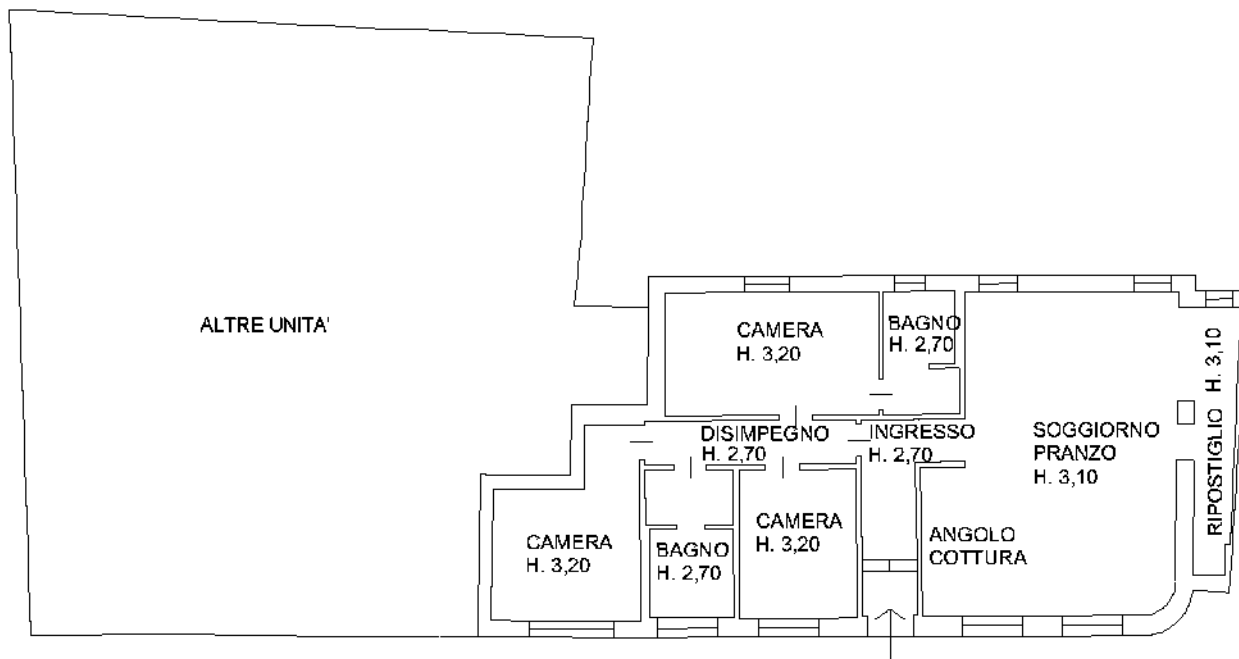 ALTRE UNITA'
CAMERA
H. 3,20
BAGNO
H. 2,70
RIPOSTIGLIO H. 3,10
DISIMPEGNO
H. 2,70
INGRESSO
H. 2,70
SOGGIORNO
PRANZO
H. 3,10
CAMERA
H. 3,20
BAGNO
H. 2,70
CAMERA
H. 3,20
ANGOLO
COTTURA